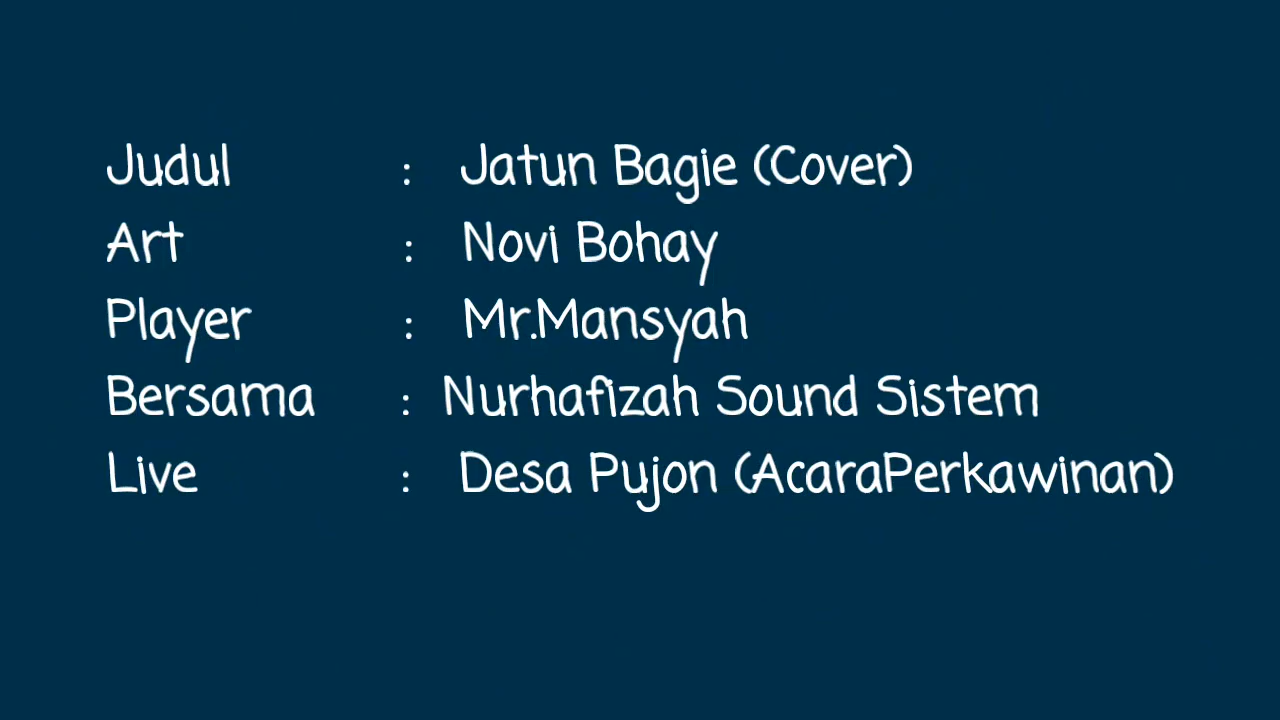 Judul : Jatun Bagie (Cover)
Art : Novi Bohay
Player : Mr.Mansyah
Bersama : Nurhafizah Sound Sistem
Live : Desa Pujon (AcaraPerkawinan)